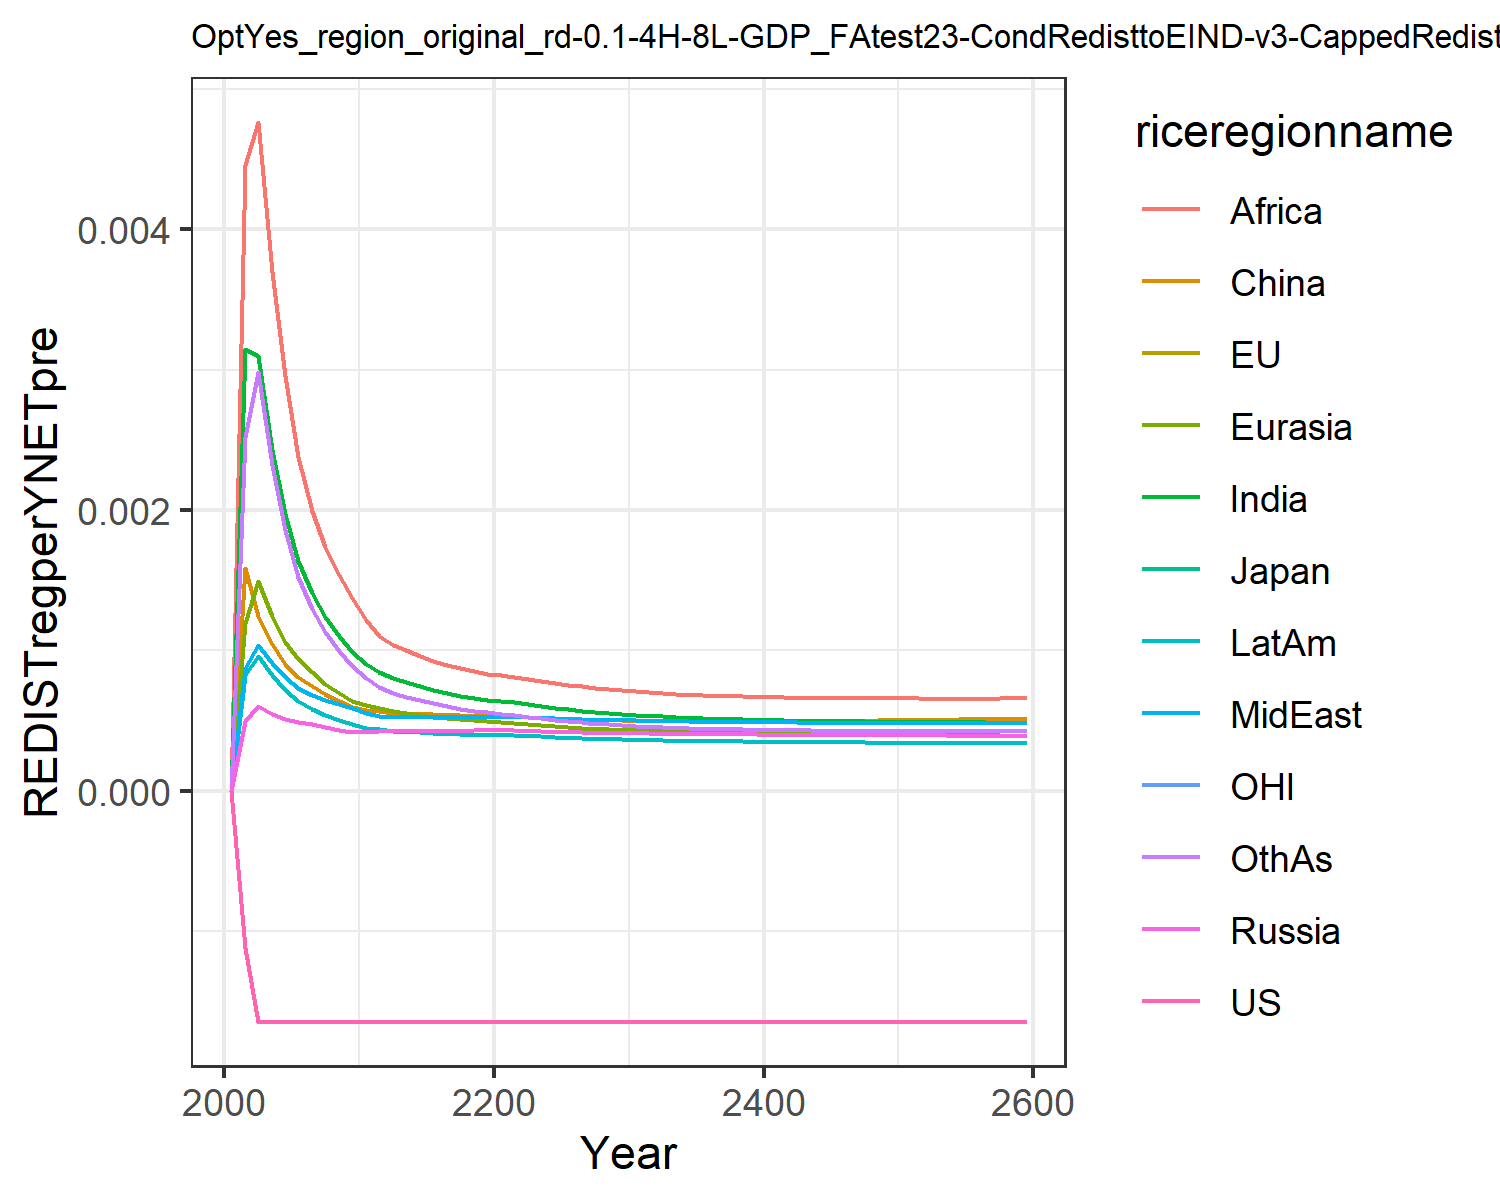 OptYes_region_original_rd-0.1-4H-8L-GDP_FAtest23-CondRedisttoEIND-v3-CappedRedist
REDISTregperYNETpre
0.004
0.002
0.000
2000
2200
2400
2600
Year
riceregionname
Africa
China
EU
Eurasia
India
Japan
LatAm
MidEast
OHI
OthAs
Russia
US